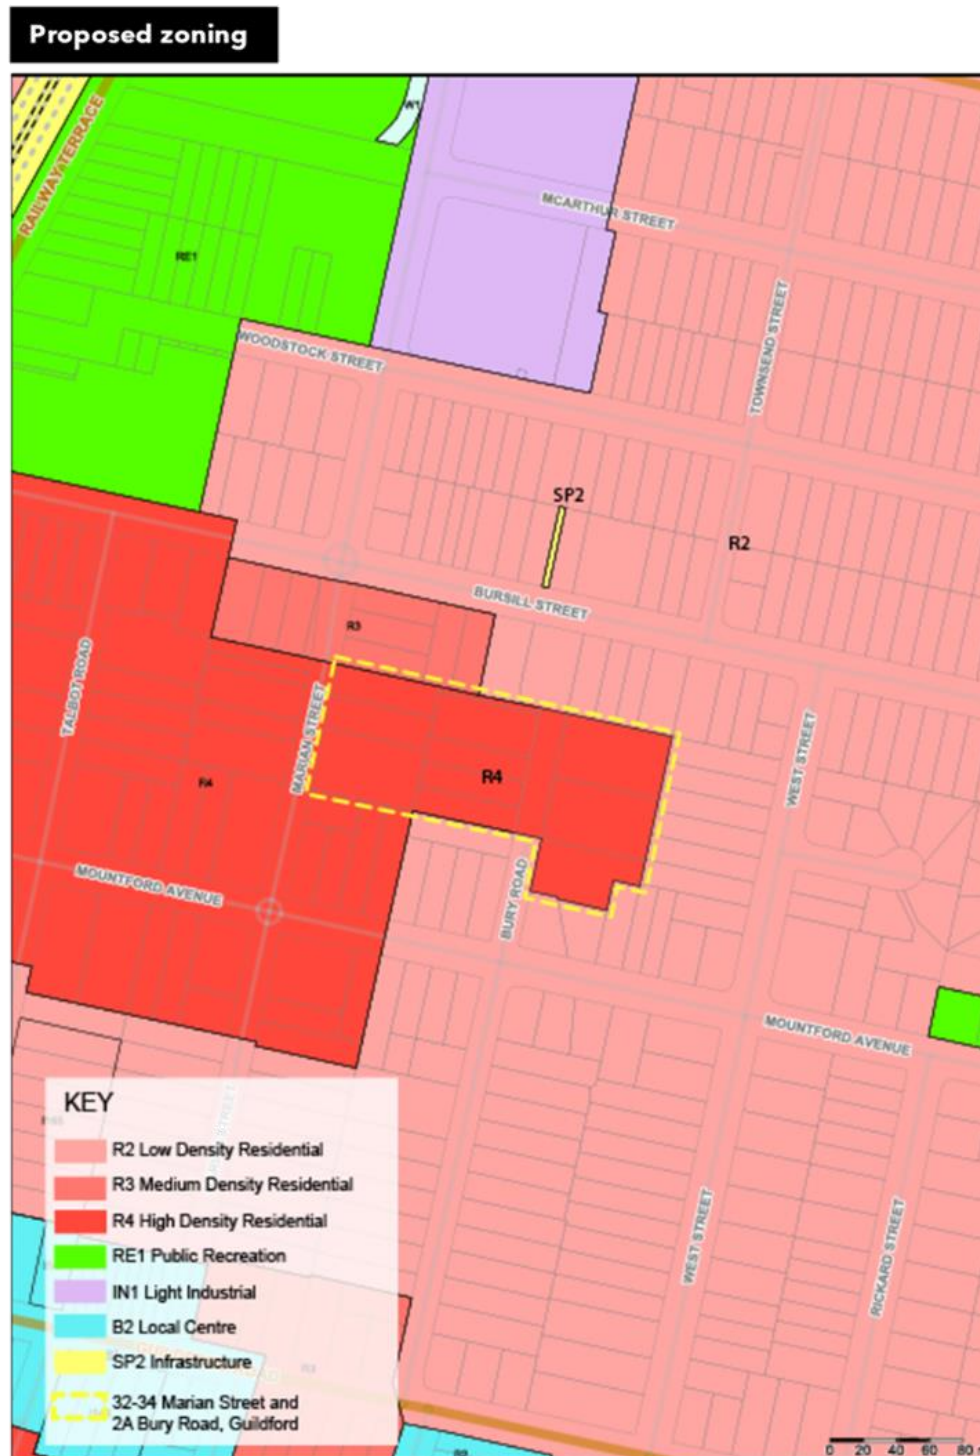 Proposed zoning
RAILWAY TERRACE
W1
MCARTHUR STREET
RE1
TOWNSEND STREET
WOODSTOCK STREET
SP2
R2
BURSILL STREET
R3
TALBOT ROAD
MARIAN STREET
R4
R4
WEST STREET
MOUNTFORD AVENUE
BURY ROAD
MOUNTFORD AVENUE
KEY
R2 Low Density Residential
R3 Medium Density Residential
R4 High Density Residential
RE1 Public Recreation
IN1 Light Industrial
B2 Local Centre
SP2 Infrastructure
32-34 Marian Street and
2A Bury Road, Guildford
WEST STREET
RICKARD STREET
R3
0 20 40 60 80